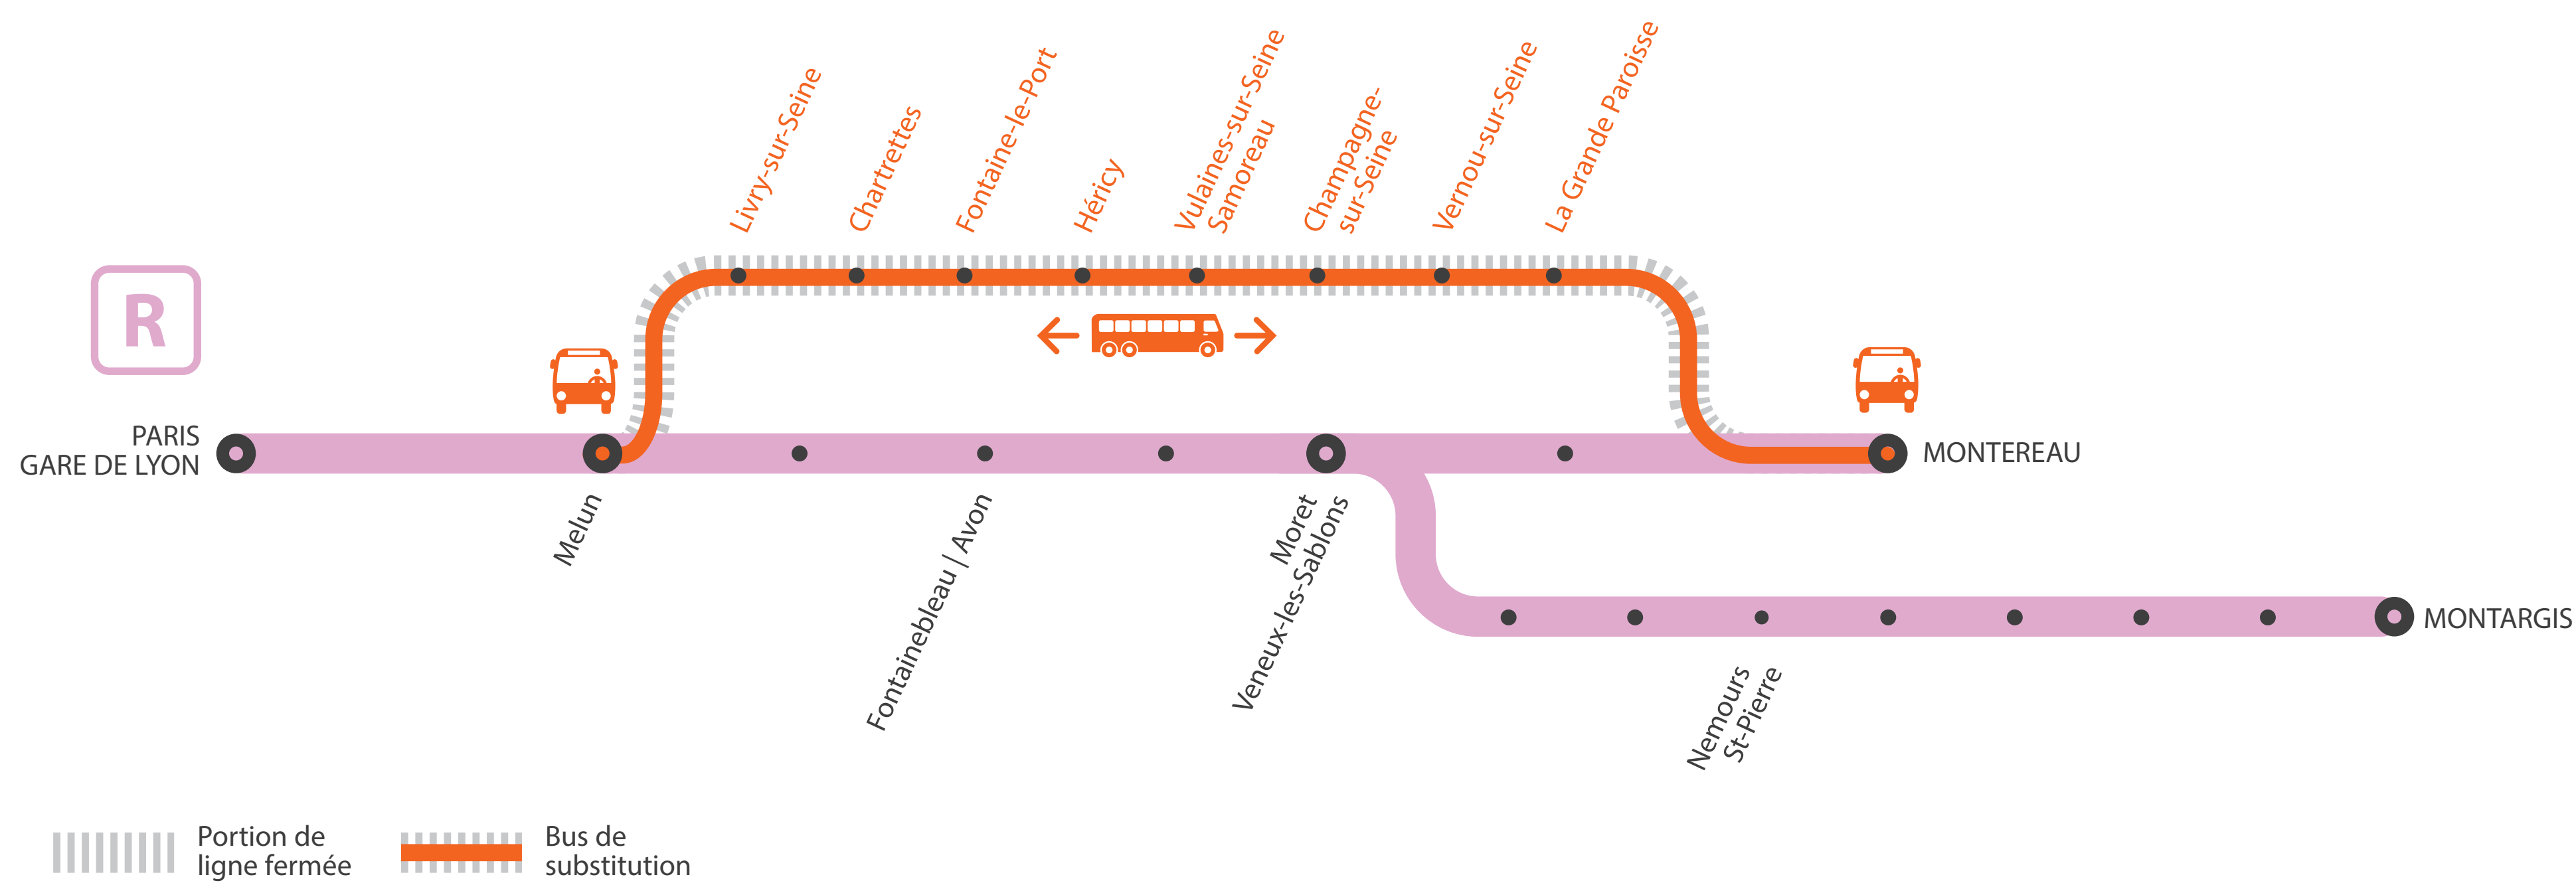 Livry-sur-Seine
Chartrettes
Fontaine-le-Port
Héricy
Vulaines-sur-Seine
Samoreau
Champagne-
sur-Seine
Vernou-sur-Seine
La Grande Paroisse
R
PARIS
GARE DE LYON
MONTEREAU
Melun
Fontainebleau | Avon
Moret
Veneux-les-Sablons
MONTARGIS
Nemours
St-Pierre
Portion de
ligne fermée
Bus de
substitution